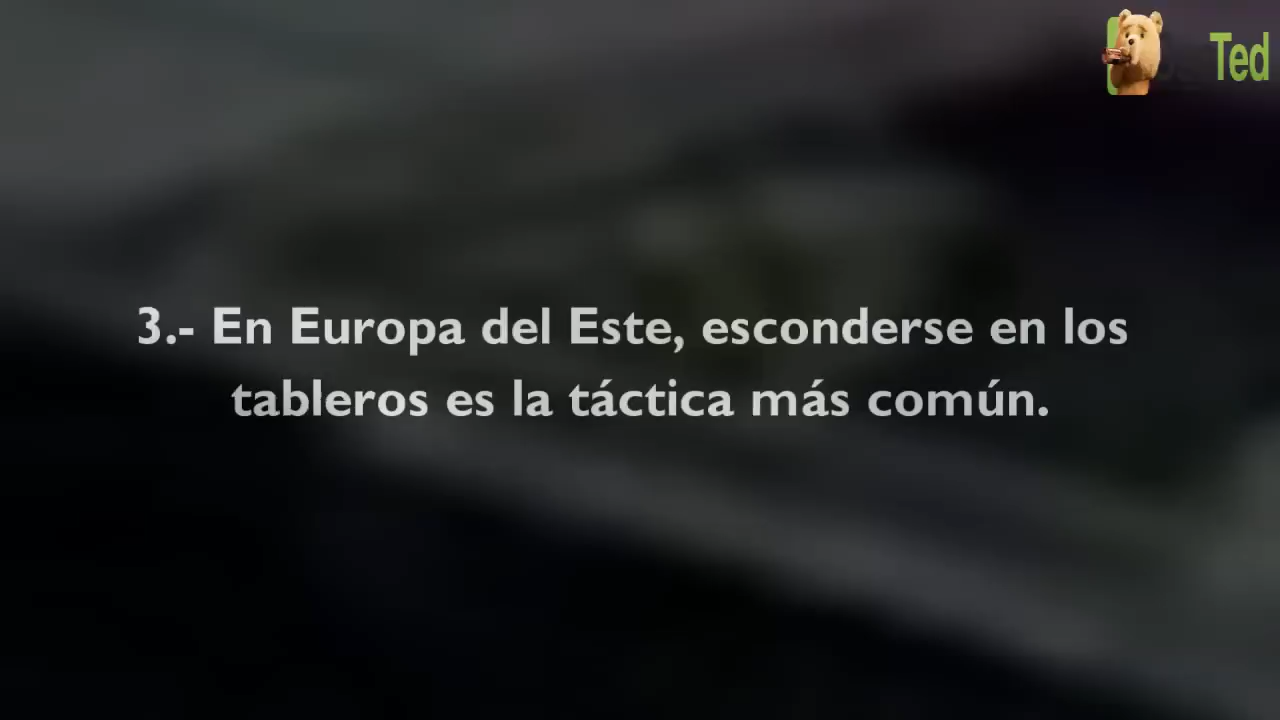 Ted
3.- En Europa del Este, esconderse en los
tableros es la táctica más común.